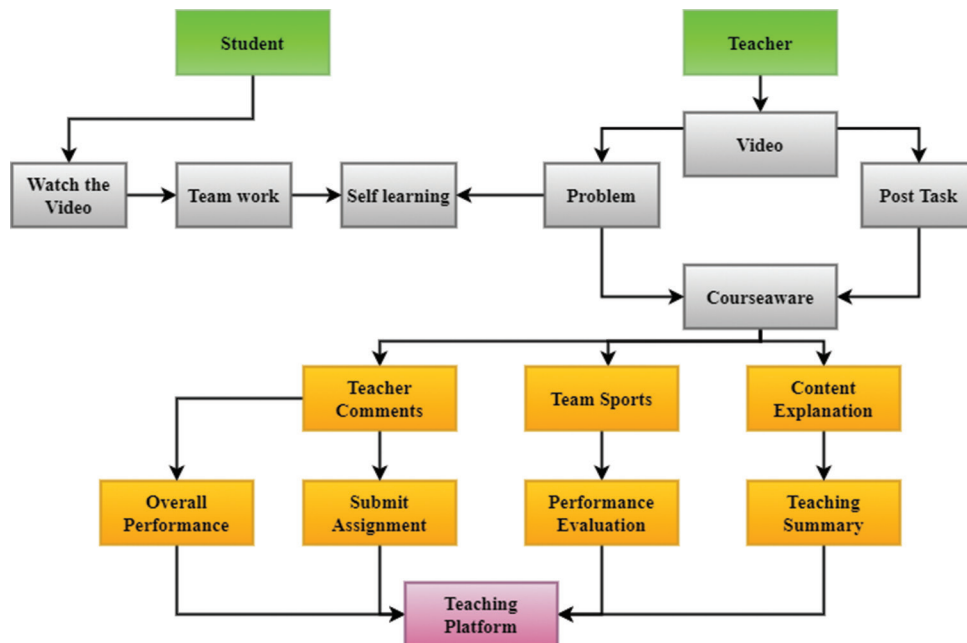 Student
Teacher
Video
Watch the
Video
Team work
Self learning
Problem
Post Task
Courseaware
Teacher
Comments
Team Sports
Content
Explanation
Overall
Performance
Submit
Assignment
Performance
Evaluation
Teaching
Summary
Teaching
Platform